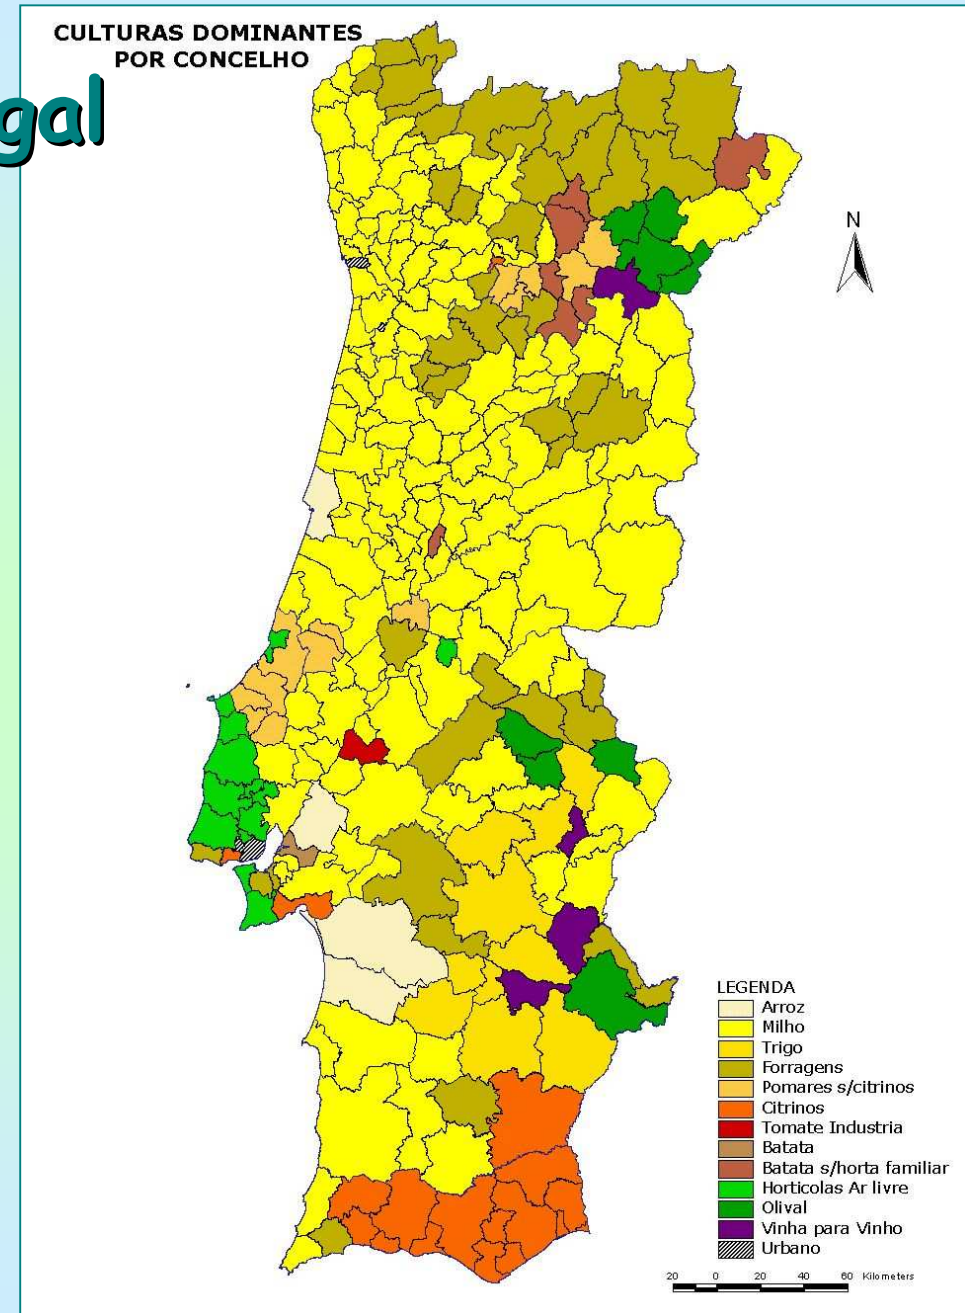 CULTURAS DOMINANTES
POR CONCELHO
gal
N
LEGENDA
Arroz
Milho
Trigo
Forragens
Pomares s/citrinos
Citrinos
Tomate Industria
Batata
Batata s/horta familiar
Horticolas Ar livre
Olival
Vinha para Vinho
Urbano
20 0 20 40 60 Kilometers